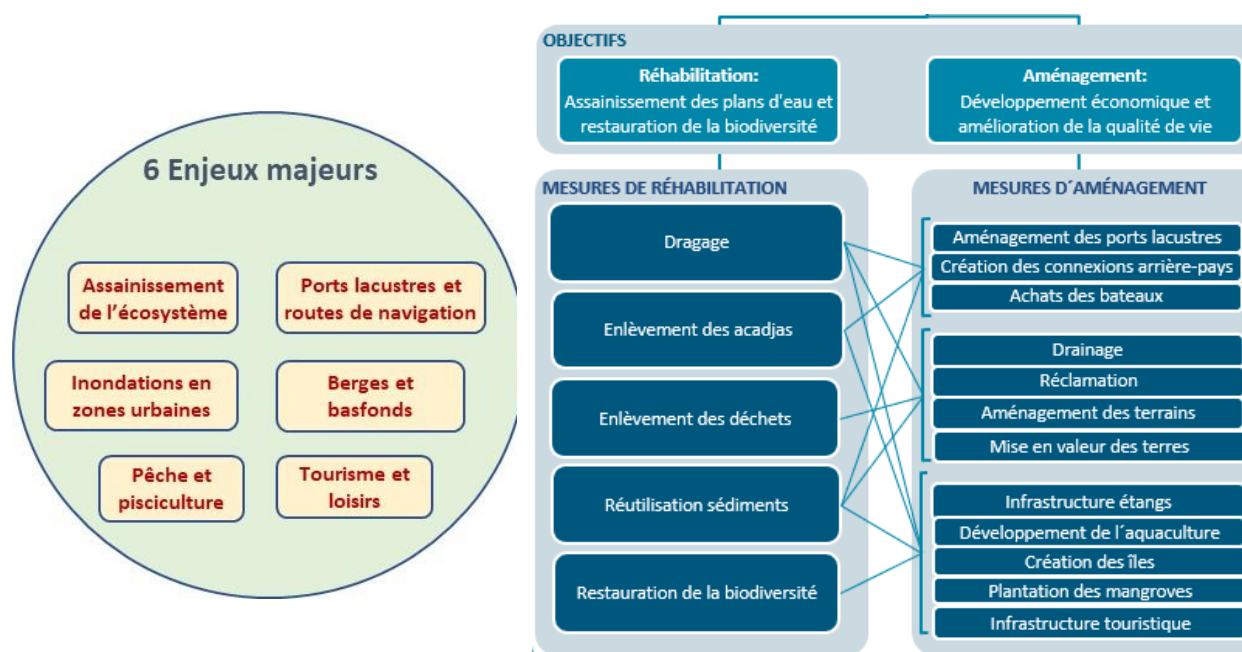 6 Enjeux majeurs
Assainissement
de l'écosystème
Ports lacustres et
routes de navigation
Inondations en
zones urbaines
Berges et
basfonds
Pêche et
pisciculture
Tourisme et
loisirs
OBJECTIFS
Réhabilitation:
Assainissement des plans d'eau et
restauration de la biodiversité
Aménagement:
Développement économique et
amélioration de la qualité de vie
MESURES DE RÉHABILITATION
Dragage
Enlèvement des acadjas
Enlèvement des déchets
Réutilisation sédiments
Restauration de la biodiversité
MESURES D´AMÉNAGEMENT
Aménagement des ports lacustres
Création des connexions arrière-pays
Achats des bateaux
Drainage
Réclamation
Aménagement des terrains
Mise en valeur des terres
Infrastructure étangs
Développement de l´aquaculture
Création des îles
Plantation des mangroves
Infrastructure touristique